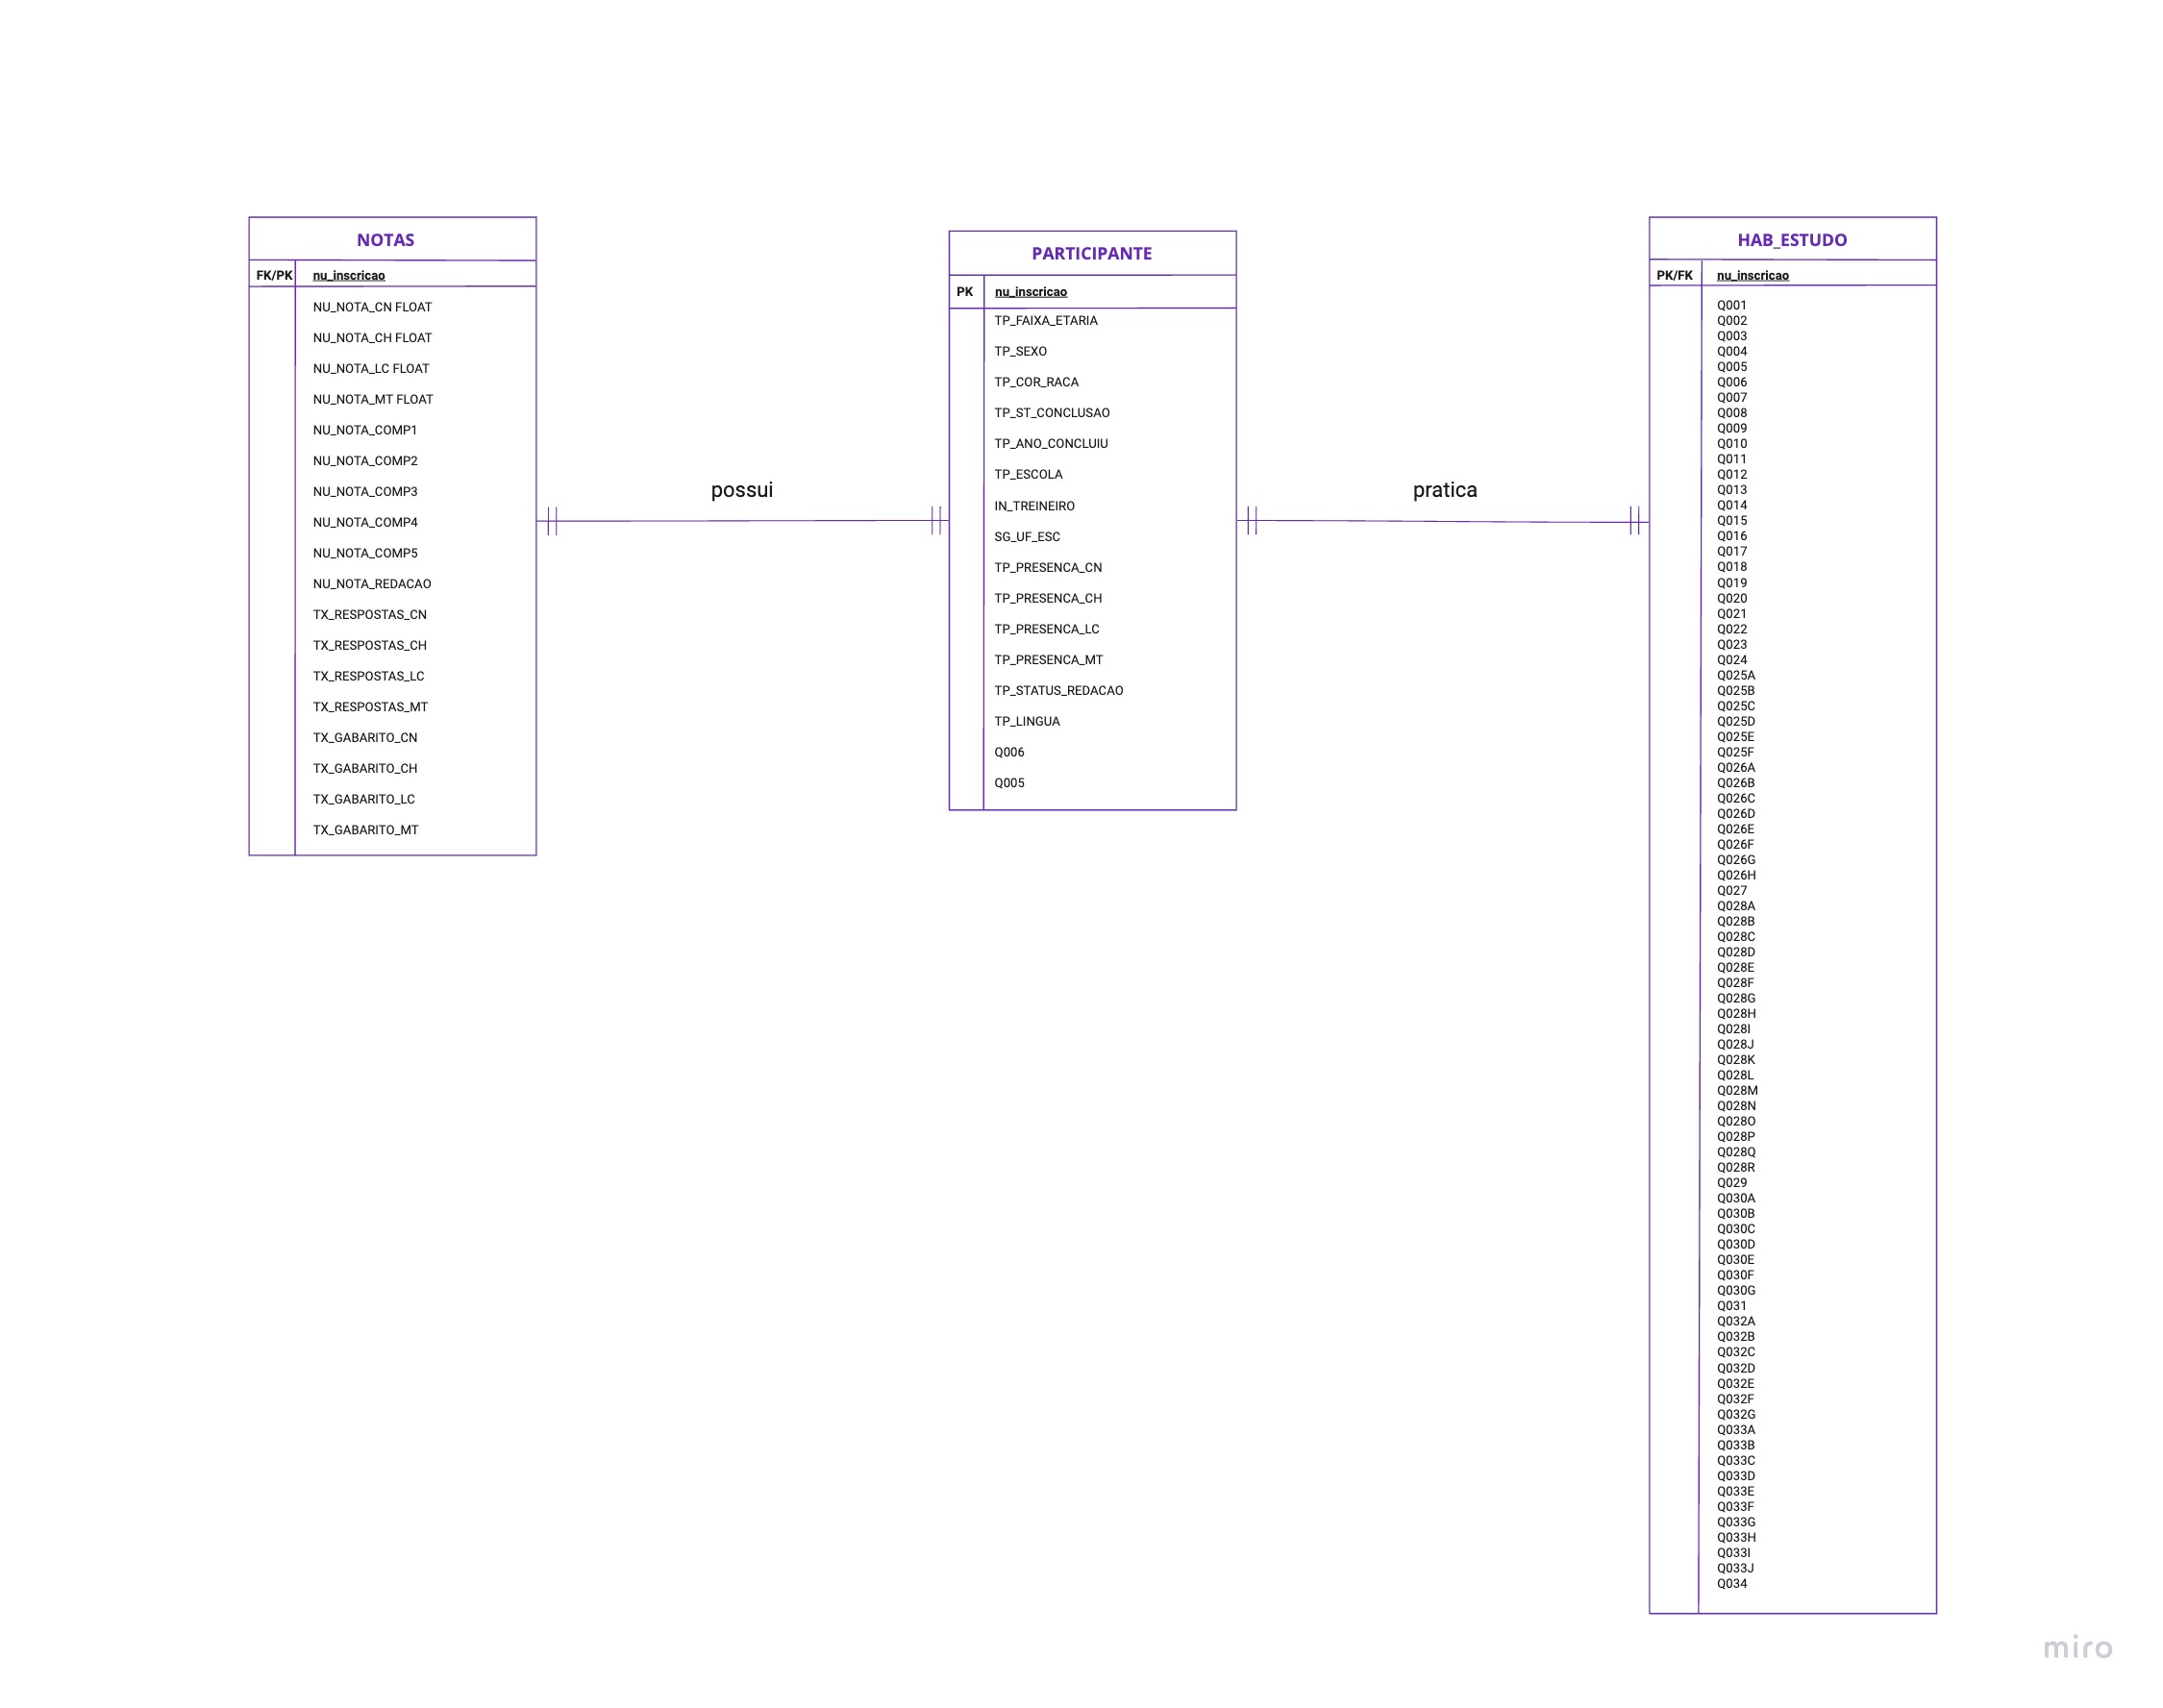 NOTAS
FK/PK nu_inscricao
NU_NOTA_CN FLOAT
NU_NOTA_CH FLOAT
NU_NOTA_LC FLOAT
NU_NOTA_MT FLOAT
NU_NOTA_COMP1
NU_NOTA_COMP2
NU_NOTA_COMP3
NU_NOTA_COMP4
NU_NOTA_COMP5
NU_NOTA_REDACAO
TX_RESPOSTAS_CN
TX_RESPOSTAS_CH
TX_RESPOSTAS_LC
TX_RESPOSTAS_MT
TX_GABARITO_CN
TX_GABARITO_CH
TX_GABARITO_LC
TX_GABARITO_MT
possui
PARTICIPANTE
PK nu_inscricao
TP_FAIXA_ETARIA
TP_SEXO
TP_COR_RACA
TP_ST_CONCLUSAO
TP_ANO_CONCLUIU
TP_ESCOLA
IN_TREINEIRO
SG_UF_ESC
TP_PRESENCA_CN
TP_PRESENCA_CH
TP_PRESENCA_LC
TP_PRESENCA_MT
TP_STATUS_REDACAO
TP_LINGUA
Q006
Q005
pratica
HAB_ESTUDO
PK/FK nu_inscricao
Q001
Q002
Q003
Q004
Q005
Q006
Q007
Q008
Q009
Q010
Q011
Q012
Q013
Q014
Q015
Q016
Q017
Q018
Q019
Q020
Q021
Q022
Q023
Q024
Q025A
Q025B
Q025C
Q025D
Q025E
Q025F
Q026A
Q026B
Q026C
Q026D
Q026E
Q026F
Q026G
Q026H
Q027
Q028A
Q028B
Q028C
Q028D
Q028E
Q028F
Q028G
Q028H
Q028I
Q028J
Q028K
Q028L
Q028M
Q028N
Q028O
Q028P
Q028Q
Q028R
Q029
Q030A
Q030B
Q030C
Q030D
Q030E
Q030F
Q030G
Q031
Q032A
Q032B
Q032C
Q032D
Q032E
Q032F
Q032G
Q033A
Q033B
Q033C
Q033D
Q033E
Q033F
Q033G
Q033H
Q033I
Q033J
Q034
miro